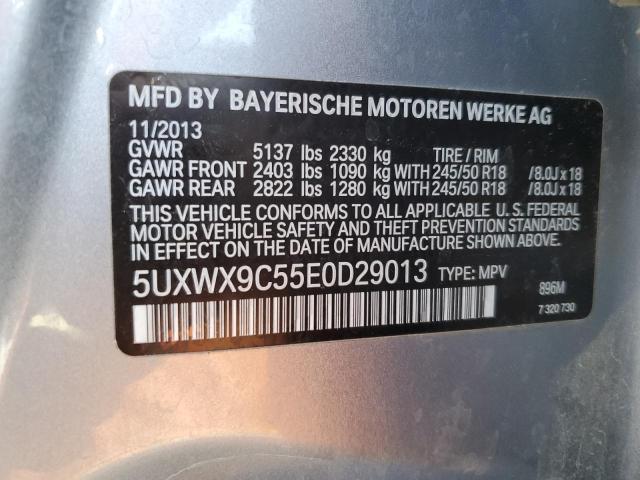 MFD BY BAYERISCHE MOTOREN WERKE AG
11/2013
GVWR 5137 lbs 2330 kg TIRE / RIM
GAWR FRONT 2403 lbs 1090 kg WITH 245/50 R18 /8.0J x 18
GAWR REAR 2822 lbs 1280 kg WITH 245/50 R18 /8.0J x 18
THIS VEHICLE CONFORMS TO ALL APPLICABLE U. S. FEDERAL
MOTOR VEHICLE SAFETY AND THEFT PREVENTION STANDARDS
IN EFFECT ON THE DATE OF MANUFACTURE SHOWN ABOVE.
5UXWX9C55E0D29013 TYPE: MPV 896M
7 320 730